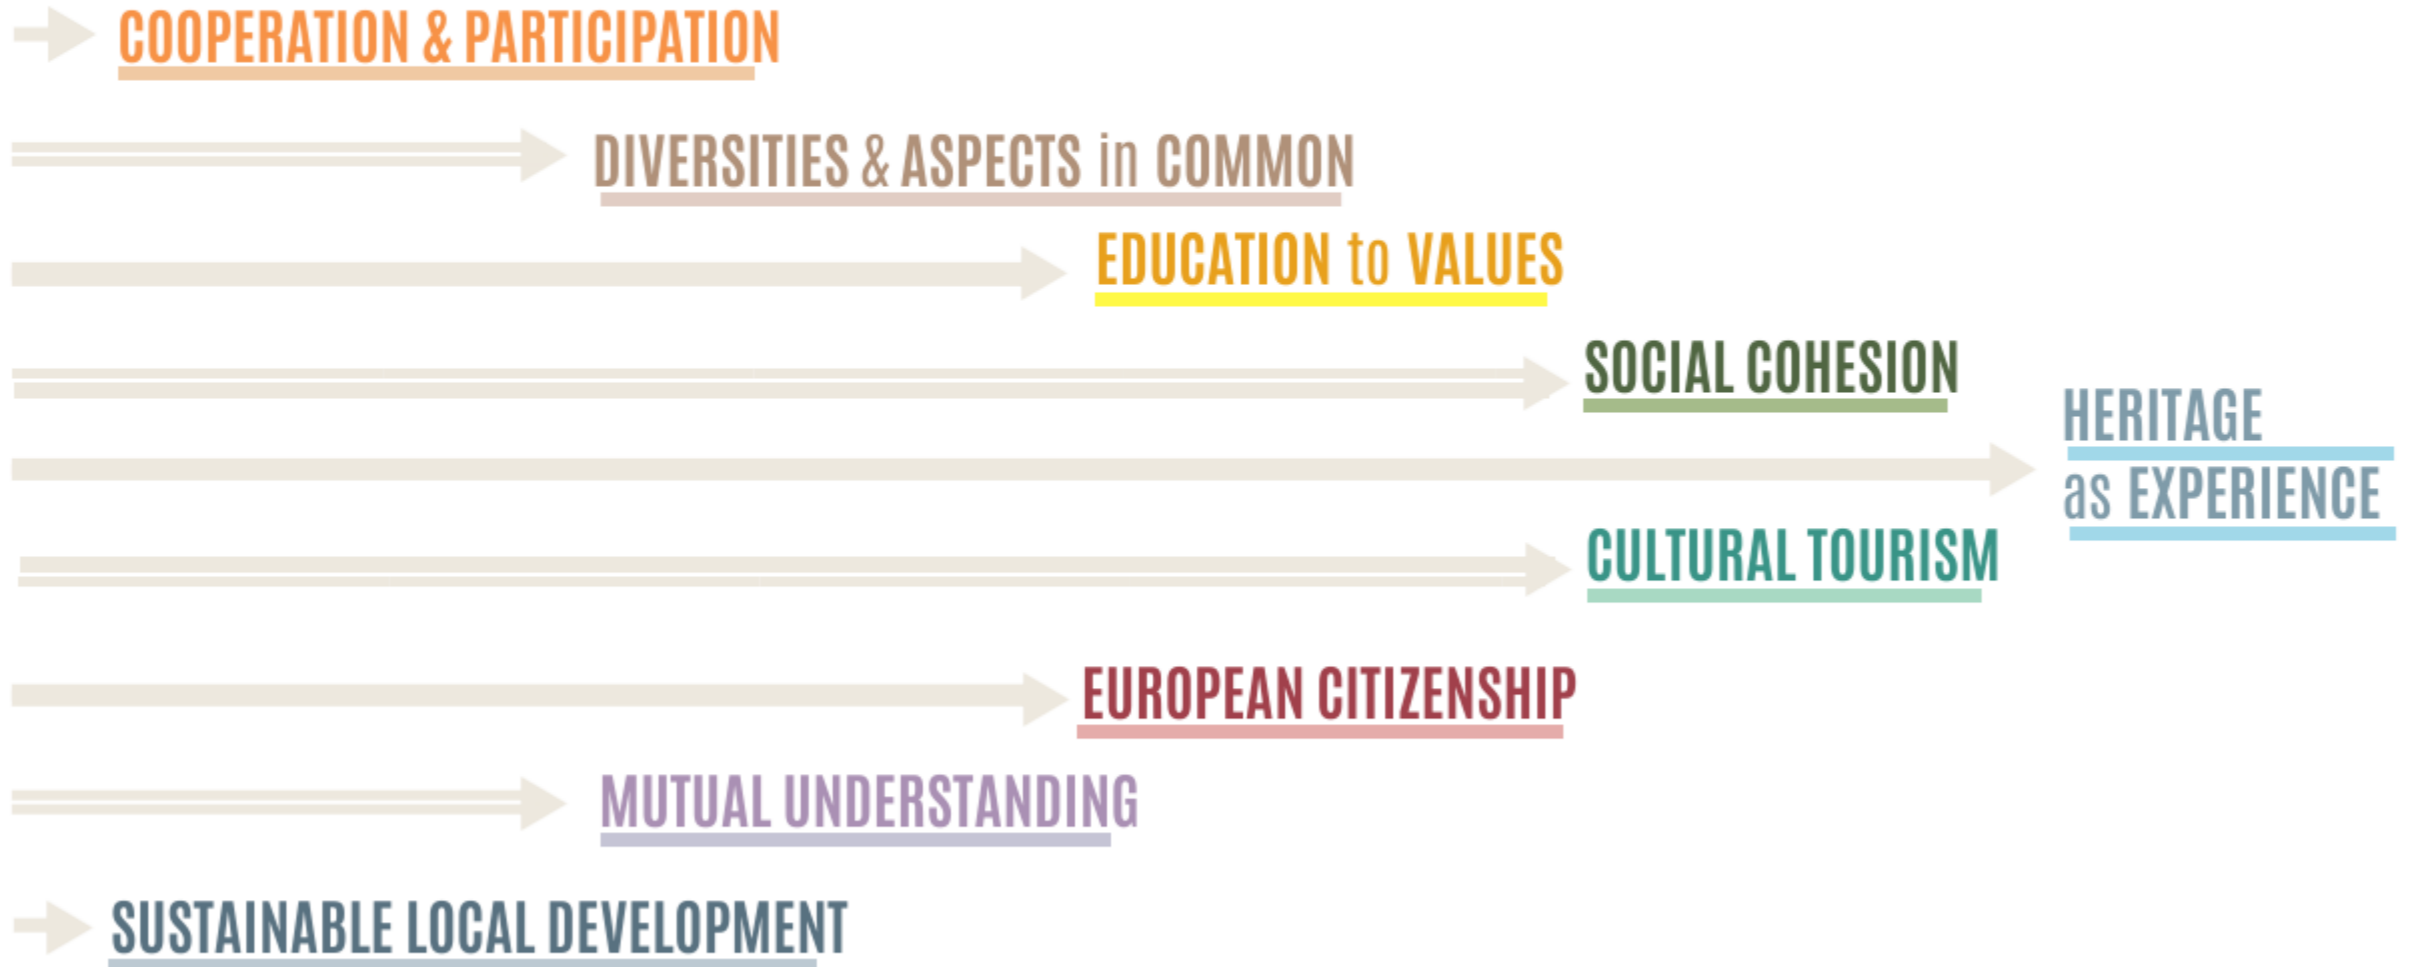 COOPERATION & PARTICIPATION
DIVERSITIES & ASPECTS in COMMON
EDUCATION to VALUES
SOCIAL COHESION
HERITAGE
as EXPERIENCE
CULTURAL TOURISM
EUROPEAN CITIZENSHIP
MUTUAL UNDERSTANDING
SUSTAINABLE LOCAL DEVELOPMENT